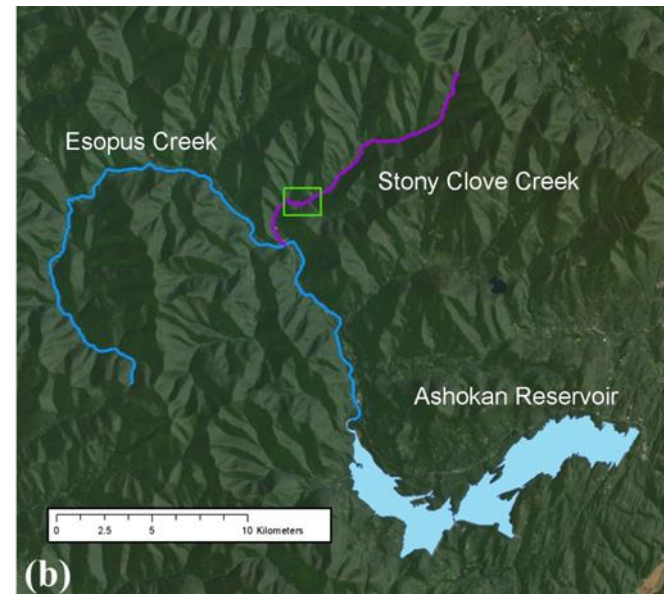 Esopus Creek
Stony Clove Creek
Ashokan Reservoir
0 2.5 5 10 Kilometers
(b)